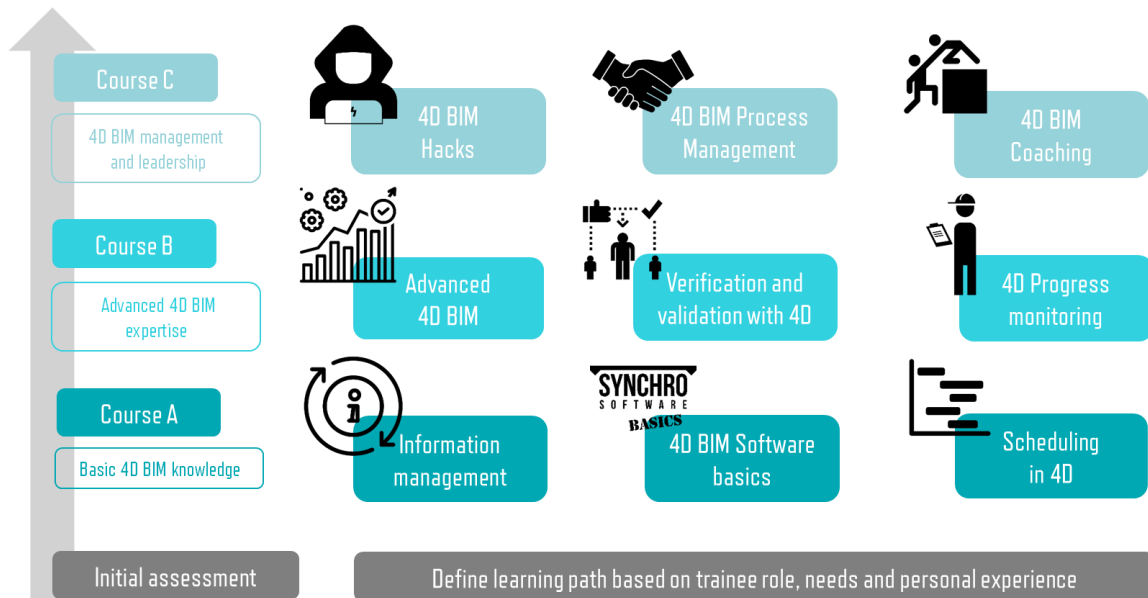 Course C
4D BIM management
and leadership
4D BIM
Hacks
4D BIM Process
Management
4D BIM
Coaching
Course B
Advanced 4D BIM
expertise
Advanced
4D BIM
Verification and
validation with 4D
4D Progress
monitoring
Course A
Basic 4D BIM knowledge
i
Information
management
SYNCHRO
SOFTWARE
BASICS
4D BIM Software
basics
Scheduling
in 4D
Initial assessment
Define learning path based on trainee role, needs and personal experience